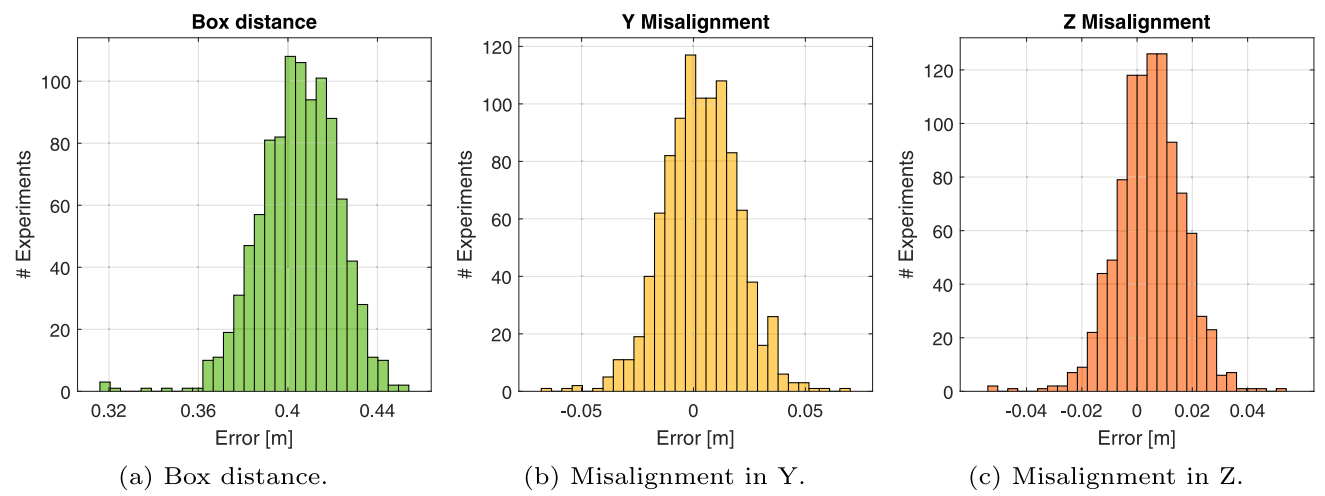 Box distance
# Experiments
100
80
60
40
20
0
0.32 0.36 0.4 0.44
Error [m]
(a) Box distance.
Y Misalignment
# Experiments
120
100
80
60
40
20
0
-0.05 0 0.05
Error [m]
(b) Misalignment in Y.
Z Misalignment
# Experiments
120
100
80
60
40
20
0
-0.04 -0.02 0 0.02 0.04
Error [m]
(c) Misalignment in Z.